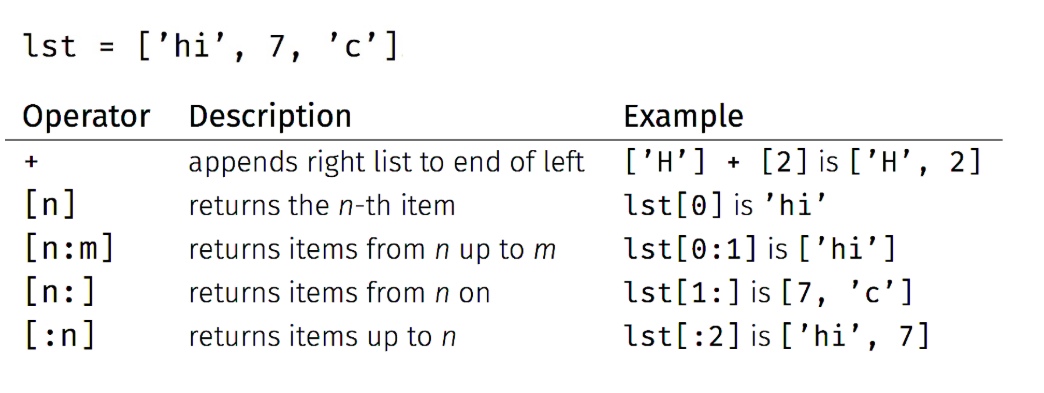 lst = [’hi’, 7, ’c’]
Operator Description Example
+ appends right list to end of left [’H’] + [2] is [’H’, 2]
[n] returns the n-th item lst[0] is ’hi’
[n:m] returns items from n up to m lst[0:1] is [’hi’]
[n:] returns items from n on lst[1:] is [7, ’c’]
[:n] returns items up to n lst[:2] is [’hi’, 7]